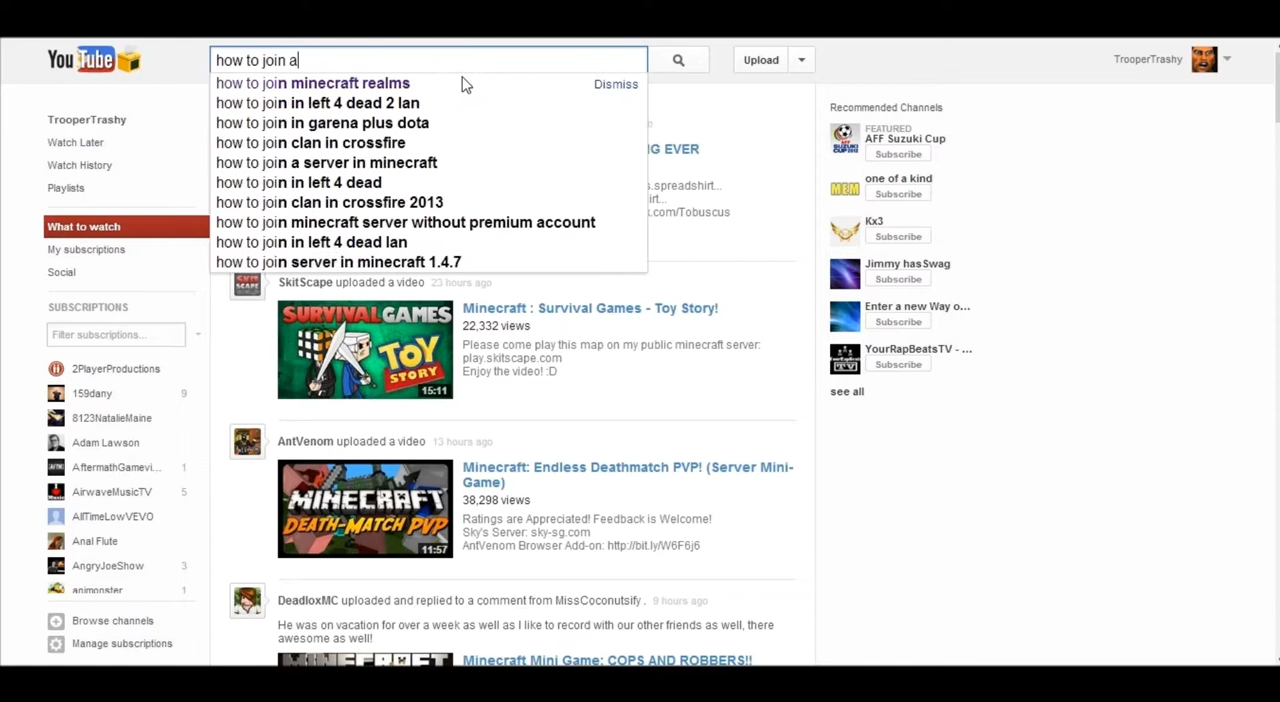 YouTube
how to join a
Upload
TrooperTrashy
how to join minecraft realms
Dismiss
how to join in left 4 dead 2 lan
how to join in garena plus dota
how to join clan in crossfire
how to join a server in minecraft
how to join in left 4 dead
how to join clan in crossfire 2013
how to join minecraft server without premium account
how to join in left 4 dead lan
how to join server in minecraft 1.4.7
TrooperTrashy
Watch Later
Watch History
Playlists
What to watch
My subscriptions
Social
SUBSCRIPTIONS
Filter subscriptions...
2PlayerProductions
159dany 9
8123NatalieMaine
Adam Lawson
AftermathGamevi... 1
AirwaveMusicTV 5
AllTimeLowVEVO
Anal Flute
AngryJoeShow 3
animonster 1
Browse channels
Manage subscriptions
NG EVER
s.spreadshirt...
k.com/Tobuscus
SkitScape uploaded a video 23 hours ago
SURVIVAL GAMES
TOY
STORY
15:11
Minecraft : Survival Games - Toy Story!
22,332 views
Please come play this map on my public minecraft server:
play.skitscape.com
Enjoy the video! :D
AntVenom uploaded a video 13 hours ago
MINECRAFT
DEATH-MATCH PVP
11:57
Minecraft: Endless Deathmatch PVP! (Server Mini-
Game)
38,298 views
Ratings are Appreciated! Feedback is Welcome!
Sky's Server: sky-sg.com
AntVenom Browser Add-on: http://bit.ly/W6F6j6
DeadloxMC uploaded and replied to a comment from MissCoconutsify . 9 hours ago
He was on vacation for over a week as well as I like to record with our other friends as well, there
awesome as well!
MINECRAFT
Minecraft Mini Game: COPS AND ROBBERS!!
Recommended Channels
FEATURED
AFF Suzuki Cup
Subscribe
MEM
one of a kind
Subscribe
Kx3
Subscribe
Jimmy hasSwag
Subscribe
Enter a new Way o...
Subscribe
YourRapBeatsTV - ...
Subscribe
see all